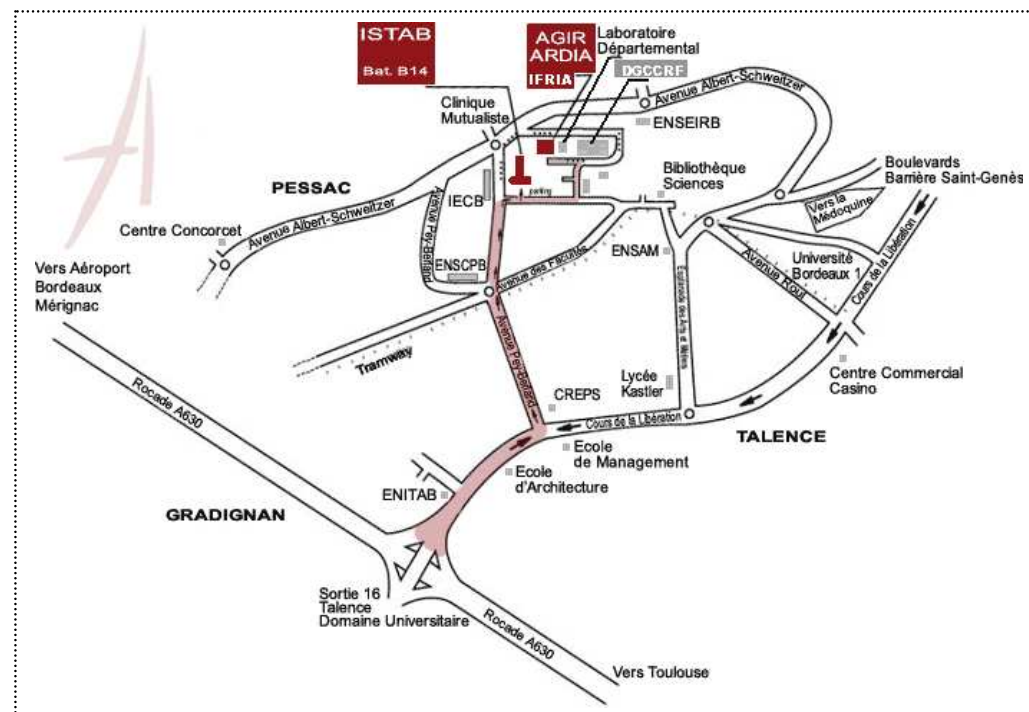 ISTAB
Bat. B14
AGIR
ARDIA
IFRIA
Laboratoire
Départemental
DGCCRF
Avenue Albert-Schweitzer
Clinique
Mutualiste
ENSEIRB
Bibliothèque
Sciences
Boulevards
Barrière Saint-Genès
PESSAC
IECB
parking
Vers la
Médoquine
Avenue Albert-Schweitzer
Avenue Pey-Berland
Centre Concorcet
ENSCPB
Avenue des Facultés
ENSAM
Université
Bordeaux 1
Cours de la Libération
Avenue Roul
Vers Aéroport
Bordeaux
Mérignac
Esplanade des Arts et Métiers
Avenue Pey-Berland
Tramway
Lycée
Kastler
Centre Commercial
Casino
Rocade A630
CREPS
Cours de la Libération
TALENCE
Ecole
de Management
Ecole
d'Architecture
ENITAB
GRADIGNAN
Sortie 16
Talence
Domaine Universitaire
Rocade A630
Vers Toulouse